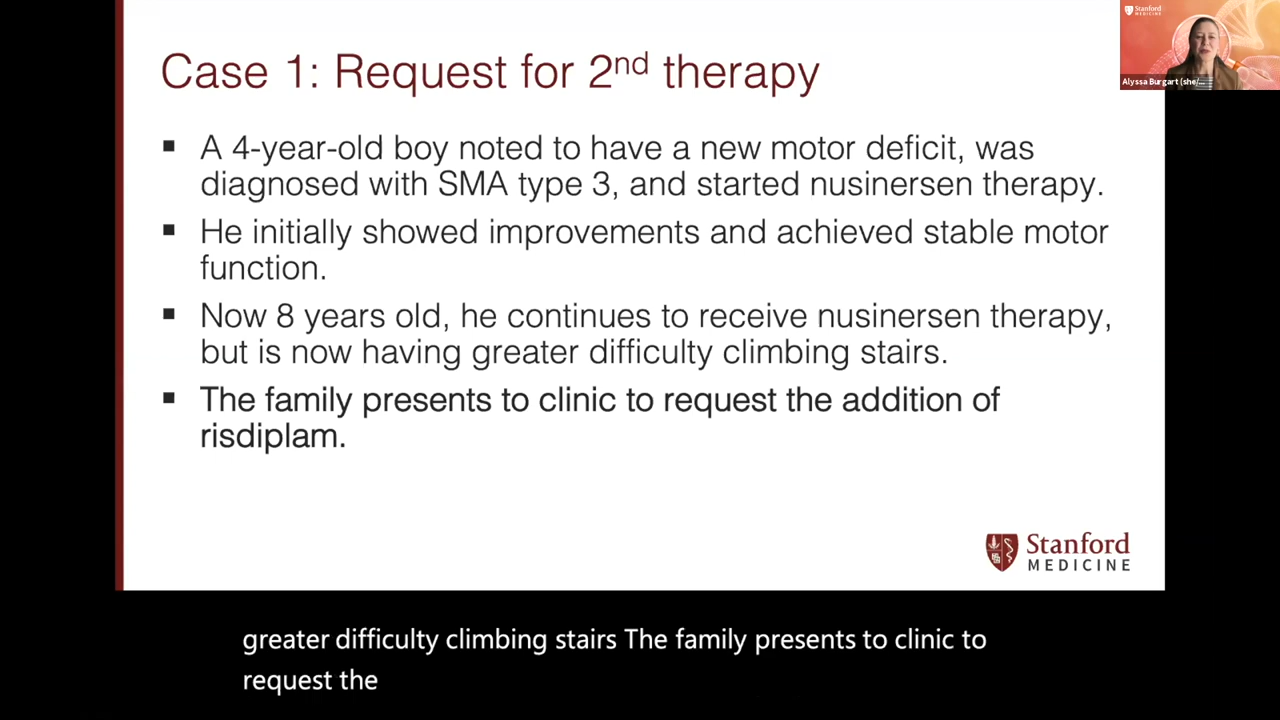 Case 1: Request for 2nd therapy
Stanford
MEDICINE
Alyssa Burgart (she/...
▪ A 4-year-old boy noted to have a new motor deficit, was
diagnosed with SMA type 3, and started nusinersen therapy.
▪ He initially showed improvements and achieved stable motor
function.
▪ Now 8 years old, he continues to receive nusinersen therapy,
but is now having greater difficulty climbing stairs.
▪ The family presents to clinic to request the addition of
risdiplam.
Stanford
MEDICINE
greater difficulty climbing stairs The family presents to clinic to
request the